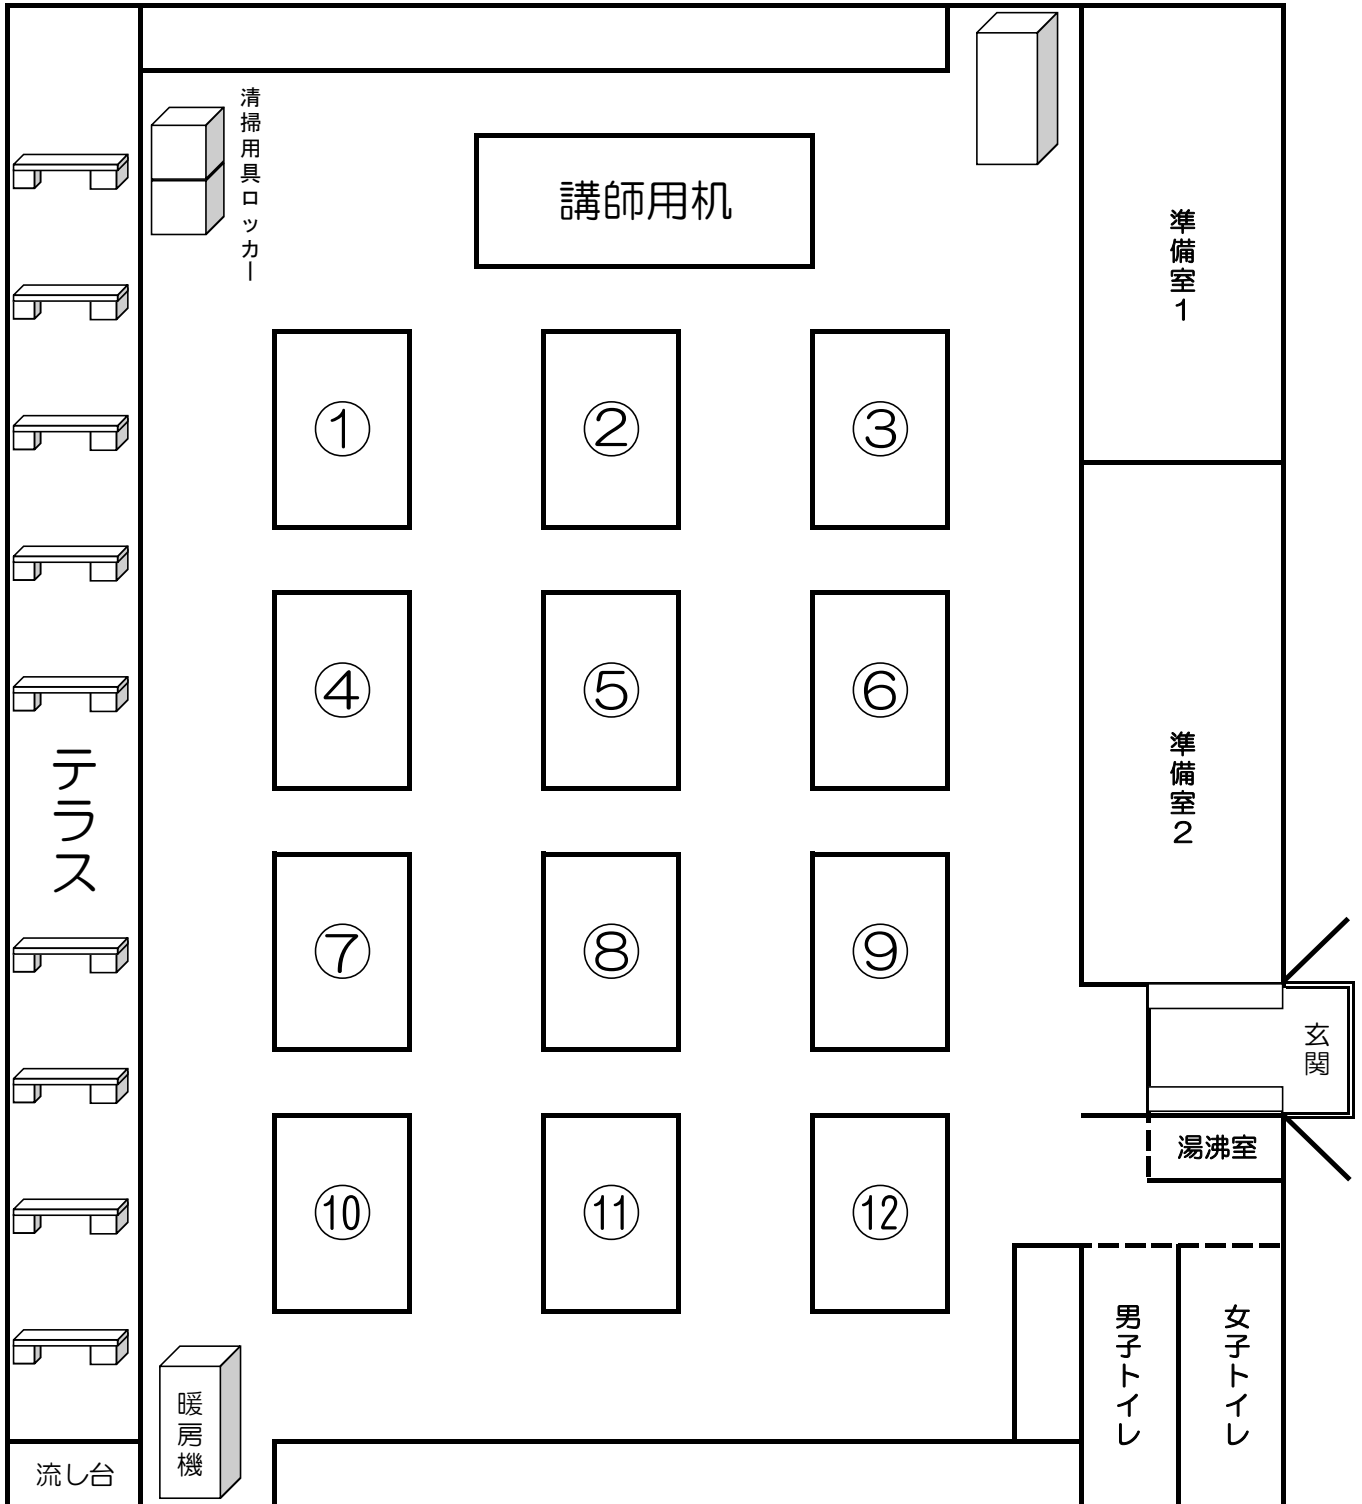 清掃用具ロッカー
講師用机
準備室1
①
②
③
④
⑤
⑥
準備室2
テラス
⑦
⑧
⑨
玄関
湯沸室
⑩
⑪
⑫
男子トイレ
女子トイレ
暖房機
流し台